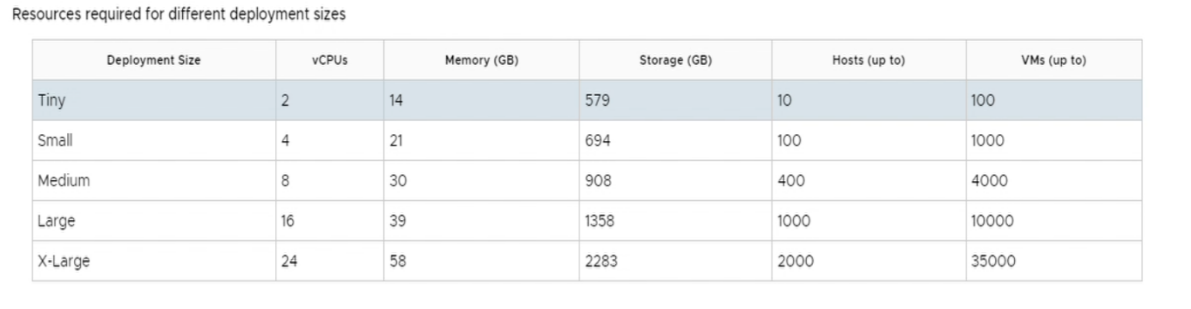 Resources required for different deployment sizes
Deployment Size vCPUs Memory (GB) Storage (GB) Hosts (up to) VMs (up to)
Tiny 2 14 579 10 100
Small 4 21 694 100 1000
Medium 8 30 908 400 4000
Large 16 39 1358 1000 10000
X-Large 24 58 2283 2000 35000